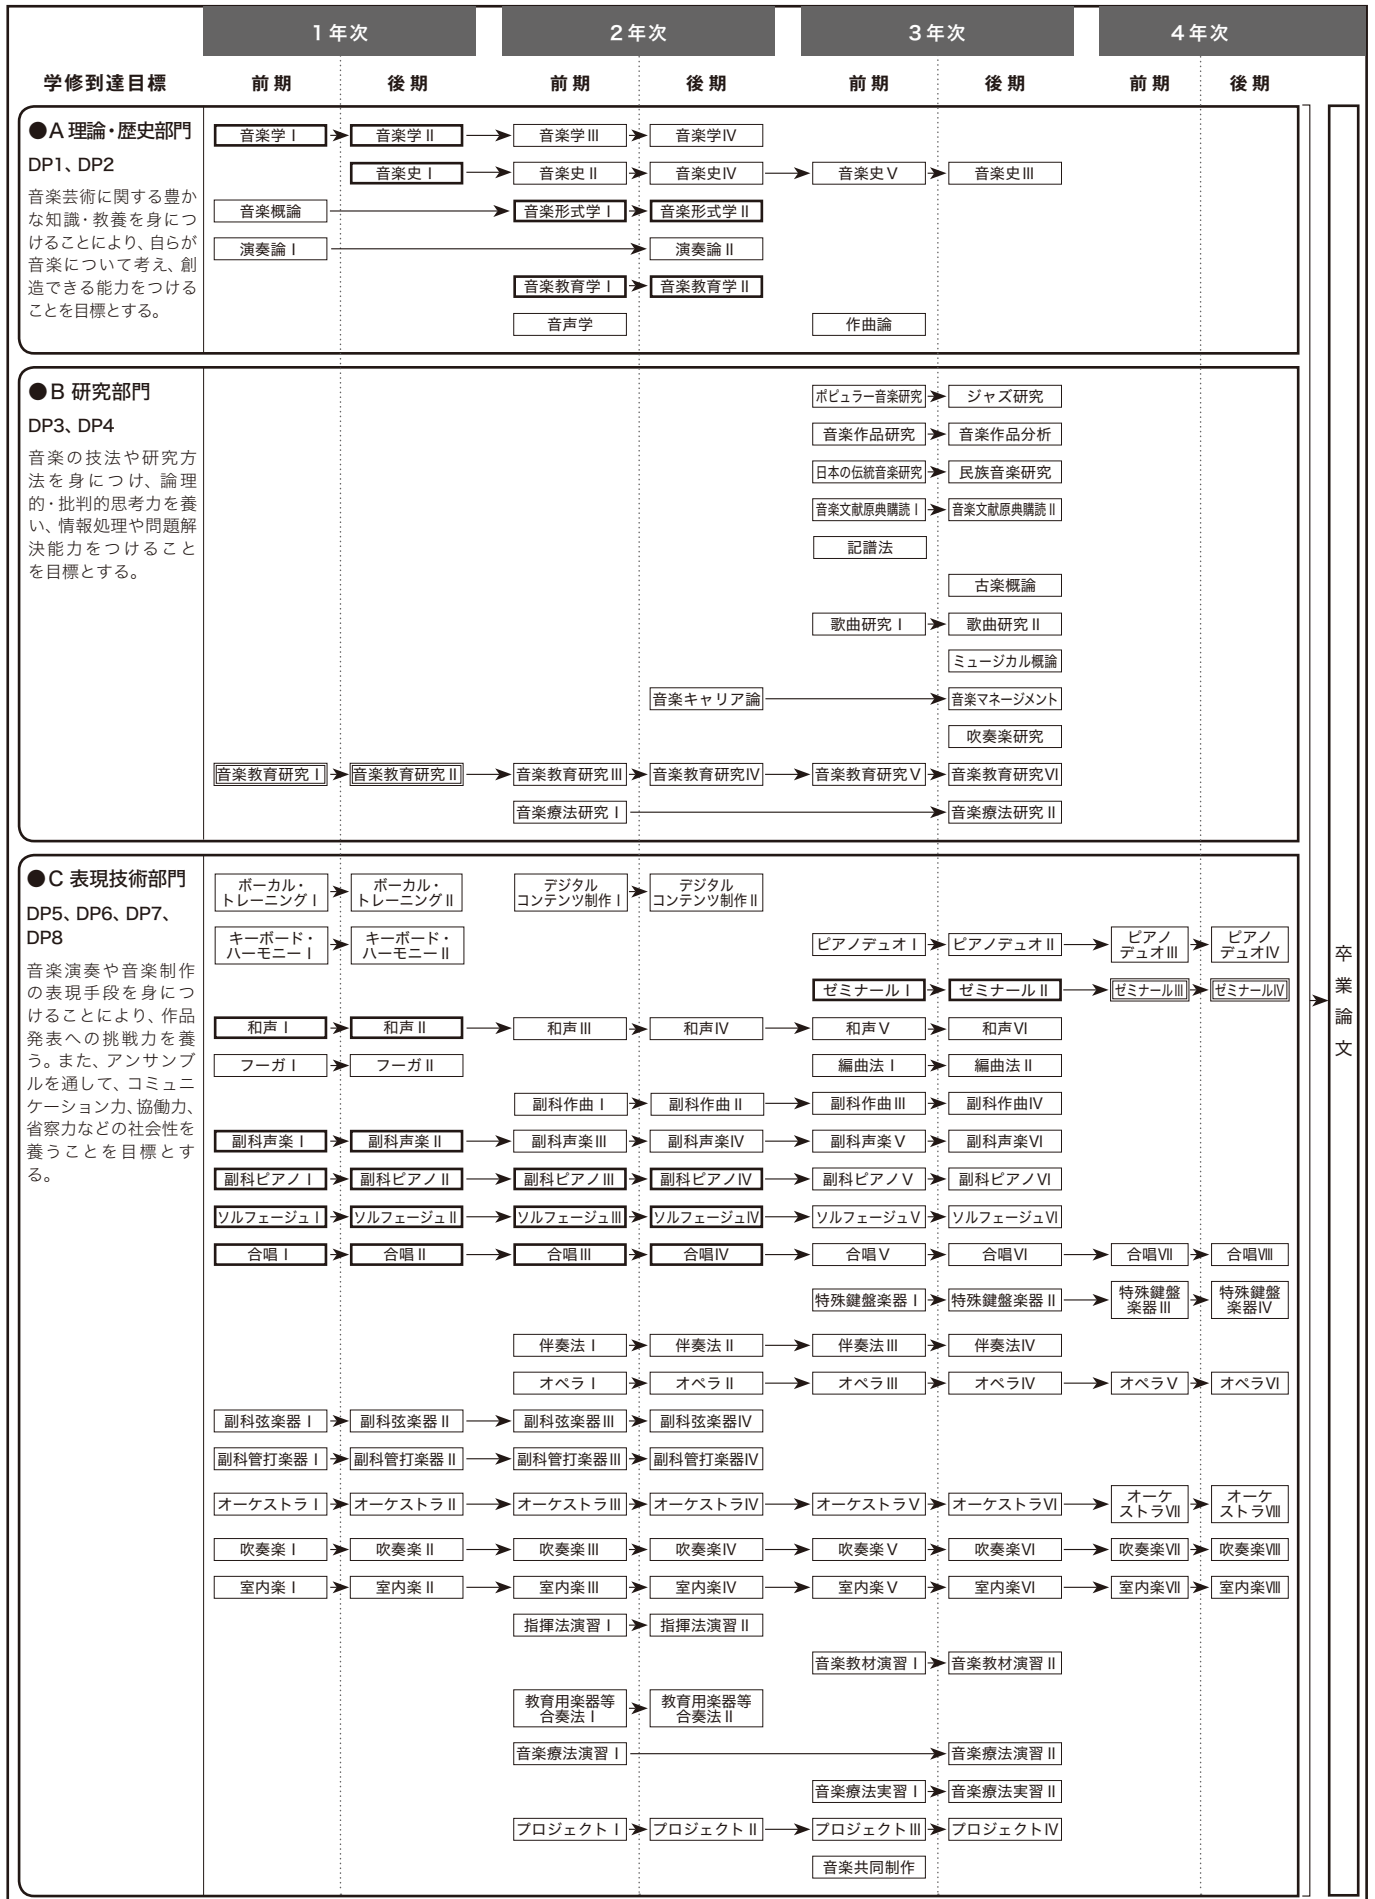 1年次 2年次 3年次 4年次
学修到達目標 前期 後期 前期 後期 前期 後期 前期 後期
●A 理論・歴史部門
DP1、DP2
音楽芸術に関する豊か
な知識・教養を身につ
けることにより、自らが
音楽について考え、創
造できる能力をつける
ことを目標とする。
音楽学Ⅰ 音楽学Ⅱ 音楽学Ⅲ 音楽学Ⅳ
音楽史Ⅰ 音楽史Ⅱ 音楽史Ⅳ 音楽史Ⅴ 音楽史Ⅲ
音楽概論 音楽形式学Ⅰ 音楽形式学Ⅱ
演奏論Ⅰ 演奏論Ⅱ
音楽教育学Ⅰ 音楽教育学Ⅱ
音声学 作曲論
●B 研究部門
DP3、DP4
音楽の技法や研究方
法を身につけ、論理
的・批判的思考力を養
い、情報処理や問題解
決能力をつけること
を目標とする。
ポピュラー音楽研究 ジャズ研究
音楽作品研究 音楽作品分析
日本の伝統音楽研究 民族音楽研究
音楽文献原典購読Ⅰ 音楽文献原典購読Ⅱ
記譜法
古楽概論
歌曲研究Ⅰ 歌曲研究Ⅱ
ミュージカル概論
音楽キャリア論 音楽マネージメント
吹奏楽研究
音楽教育研究Ⅰ 音楽教育研究Ⅱ 音楽教育研究Ⅲ 音楽教育研究Ⅳ 音楽教育研究Ⅴ 音楽教育研究Ⅵ
音楽療法研究Ⅰ 音楽療法研究Ⅱ
●C 表現技術部門
DP5、DP6、DP7、
DP8
音楽演奏や音楽制作
の表現手段を身につ
けることにより、作品
発表への挑戦力を養
う。また、アンサンブ
ルを通して、コミュニ
ケーション力、協働力、
省察力などの社会性を
養うことを目標とす
る。
ボーカル・ ボーカル・ デジタル デジタル
トレーニングⅠ トレーニングⅡ コンテンツ制作Ⅰ コンテンツ制作Ⅱ
キーボード・ キーボード・ ピアノデュオⅠ ピアノデュオⅡ ピアノ ピアノ
ハーモニーⅠ ハーモニーⅡ デュオⅢ デュオⅣ
ゼミナールⅠ ゼミナールⅡ ゼミナールⅢ ゼミナールⅣ
和声Ⅰ 和声Ⅱ 和声Ⅲ 和声Ⅳ 和声Ⅴ 和声Ⅵ
フーガⅠ フーガⅡ 編曲法Ⅰ 編曲法Ⅱ
副科作曲Ⅰ 副科作曲Ⅱ 副科作曲Ⅲ 副科作曲Ⅳ
副科声楽Ⅰ 副科声楽Ⅱ 副科声楽Ⅲ 副科声楽Ⅳ 副科声楽Ⅴ 副科声楽Ⅵ
副科ピアノⅠ 副科ピアノⅡ 副科ピアノⅢ 副科ピアノⅣ 副科ピアノⅤ 副科ピアノⅥ
ソルフェージュⅠ ソルフェージュⅡ ソルフェージュⅢ ソルフェージュⅣ ソルフェージュⅤ ソルフェージュⅥ
合唱Ⅰ 合唱Ⅱ 合唱Ⅲ 合唱Ⅳ 合唱Ⅴ 合唱Ⅵ 合唱Ⅶ 合唱Ⅷ
特殊鍵盤楽器Ⅰ 特殊鍵盤楽器Ⅱ 特殊鍵盤 特殊鍵盤
楽器Ⅲ 楽器Ⅳ
伴奏法Ⅰ 伴奏法Ⅱ 伴奏法Ⅲ 伴奏法Ⅳ
オペラⅠ オペラⅡ オペラⅢ オペラⅣ オペラⅤ オペラⅥ
副科弦楽器Ⅰ 副科弦楽器Ⅱ 副科弦楽器Ⅲ 副科弦楽器Ⅳ
副科管打楽器Ⅰ 副科管打楽器Ⅱ 副科管打楽器Ⅲ 副科管打楽器Ⅳ
オーケストラⅠ オーケストラⅡ オーケストラⅢ オーケストラⅣ オーケストラⅤ オーケストラⅥ オーケ オーケ
ストラⅦ ストラⅧ
吹奏楽Ⅰ 吹奏楽Ⅱ 吹奏楽Ⅲ 吹奏楽Ⅳ 吹奏楽Ⅴ 吹奏楽Ⅵ 吹奏楽Ⅶ 吹奏楽Ⅷ
室内楽Ⅰ 室内楽Ⅱ 室内楽Ⅲ 室内楽Ⅳ 室内楽Ⅴ 室内楽Ⅵ 室内楽Ⅶ 室内楽Ⅷ
指揮法演習Ⅰ 指揮法演習Ⅱ
音楽教材演習Ⅰ 音楽教材演習Ⅱ
教育用楽器等 教育用楽器等
合奏法Ⅰ 合奏法Ⅱ
音楽療法演習Ⅰ 音楽療法演習Ⅱ
音楽療法実習Ⅰ 音楽療法実習Ⅱ
プロジェクトⅠ プロジェクトⅡ プロジェクトⅢ プロジェクトⅣ
音楽共同制作
卒業論文